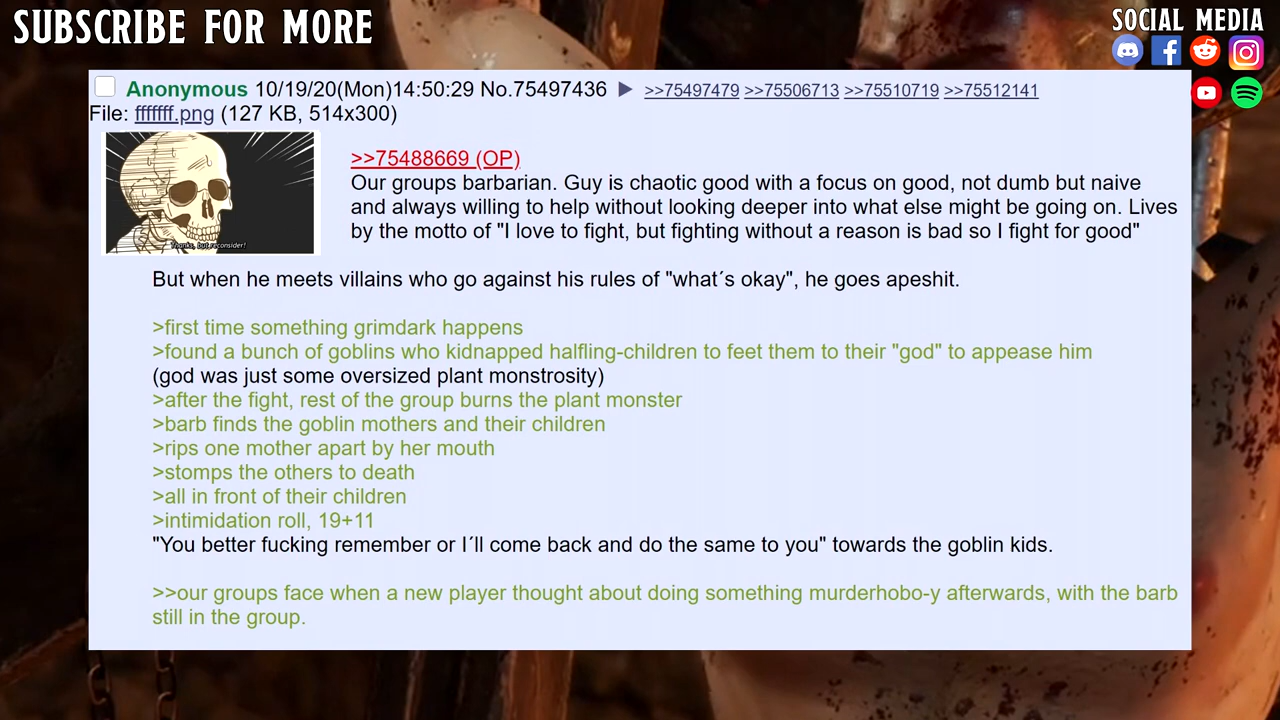 SUBSCRIBE FOR MORE
SOCIAL MEDIA
Anonymous 10/19/20(Mon)14:50:29 No.75497436 ▶ >>75497479 >>75506713 >>75510719 >>75512141
File: fffffff.png (127 KB, 514x300)
Thanks, but reconsider!
>>75488669 (OP)
Our groups barbarian. Guy is chaotic good with a focus on good, not dumb but naive
and always willing to help without looking deeper into what else might be going on. Lives
by the motto of "I love to fight, but fighting without a reason is bad so I fight for good"
But when he meets villains who go against his rules of "what´s okay", he goes apeshit.
>first time something grimdark happens
>found a bunch of goblins who kidnapped halfling-children to feet them to their "god" to appease him
(god was just some oversized plant monstrosity)
>after the fight, rest of the group burns the plant monster
>barb finds the goblin mothers and their children
>rips one mother apart by her mouth
>stomps the others to death
>all in front of their children
>intimidation roll, 19+11
"You better fucking remember or I´ll come back and do the same to you" towards the goblin kids.
>>our groups face when a new player thought about doing something murderhobo-y afterwards, with the barb
still in the group.